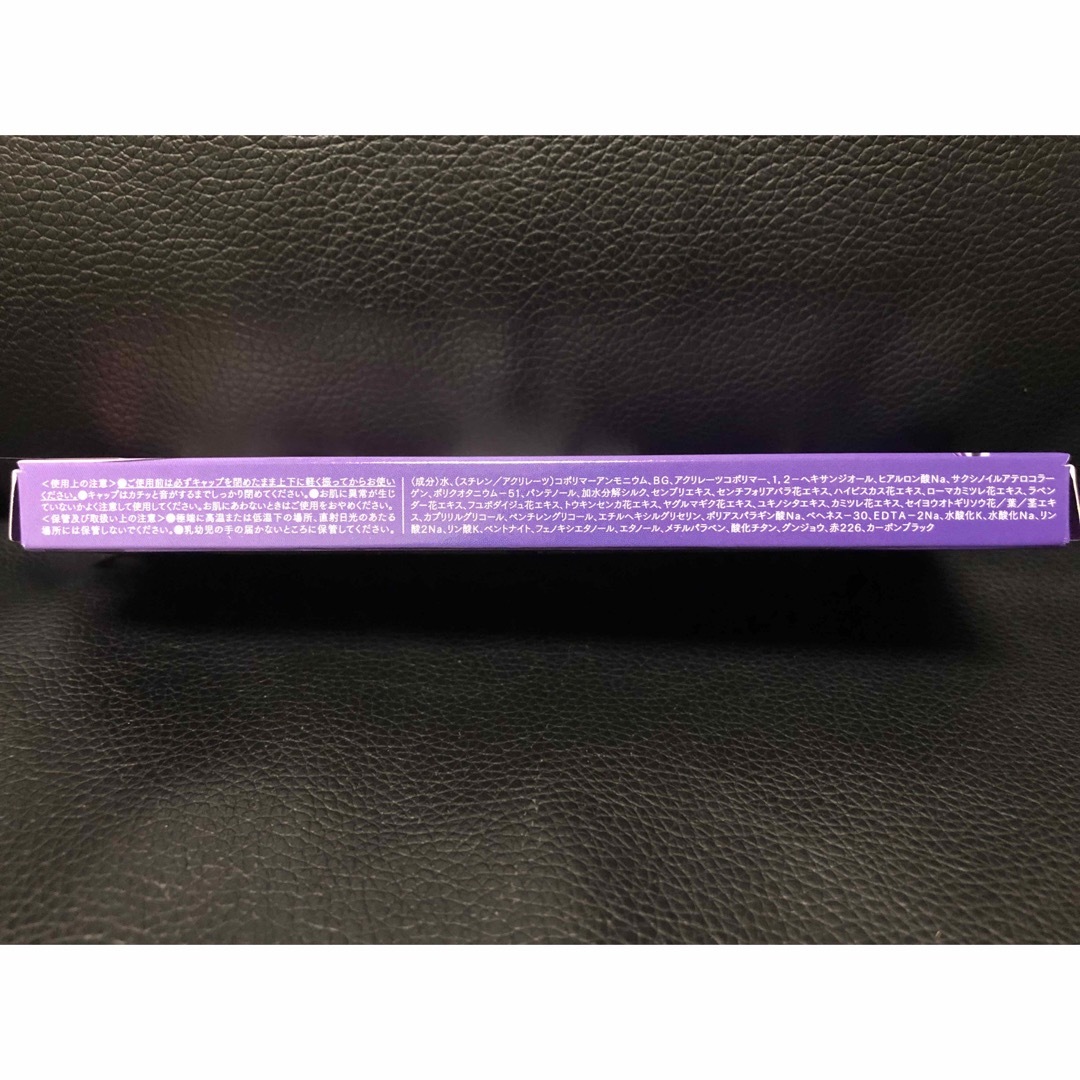 ＜使用上の注意＞●ご使用前は必ずキャップを閉めたまま上下に軽く振ってからお使い
ください。●キャップはカチッと音がするまでしっかり閉めてください。●お肌に異常が生じ
ていないかよく注意して使用してください。お肌にあわないときはご使用をおやめください。
＜保管及び取扱い上の注意＞●極端に高温または低温下の場所、直射日光のあたる
場所には保管しないでください。●乳幼児の手の届かないところに保管してください。
（成分）水、（スチレン／アクリレーツ）コポリマーアンモニウム、BG、アクリレーツコポリマー、1，2－ヘキサンジオール、ヒアルロン酸Na、サクシノイルアテロコラー
ゲン、ポリクオタニウム－51、パンテノール、加水分解シルク、センブリエキス、センチフォリアバラ花エキス、ハイビスカス花エキス、ローマカミツレ花エキス、ラベン
ダー花エキス、フユボダイジュ花エキス、トウキンセンカ花エキス、ヤグルマギク花エキス、ユキノシタエキス、カミツレ花エキス、セイヨウオトギリソウ花／葉／茎エ
キス、カプリリルグリコール、ペンチレングリコール、エチルヘキシルグリセリン、ポリアスパラギン酸Na、ベヘネス－30、EDTA－2Na、水酸化K、水酸化Na、リン
酸2Na、リン酸K、ベントナイト、フェノキシエタノール、エタノール、メチルパラベン、酸化チタン、グンジョウ、赤226、カーボンブラック